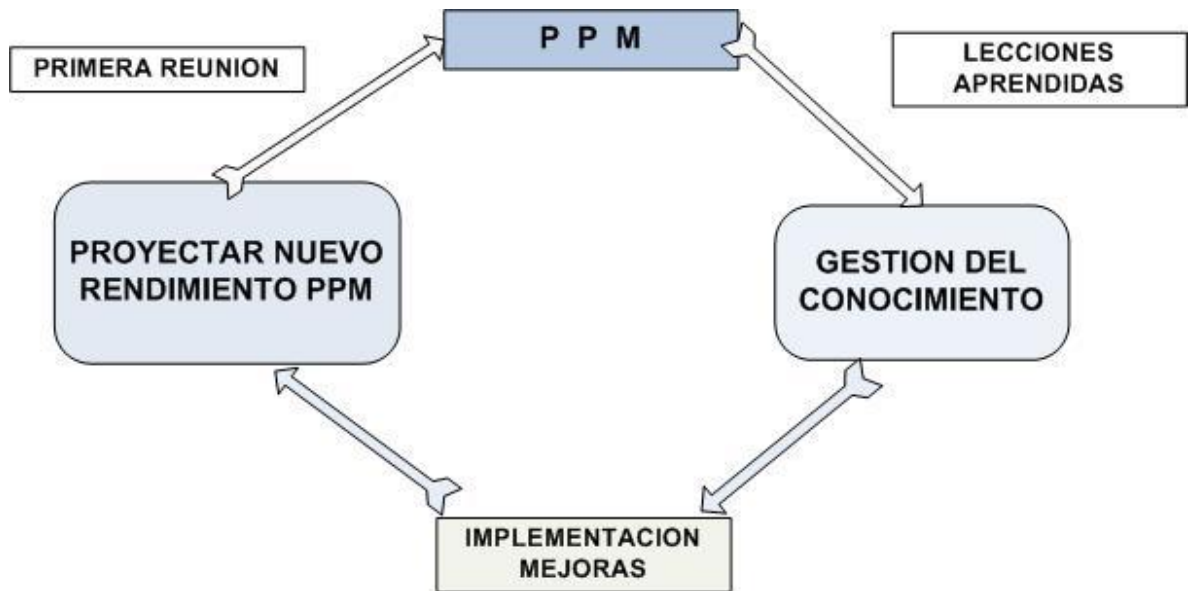 P P M
PRIMERA REUNION
LECCIONES
APRENDIDAS
PROYECTAR NUEVO
RENDIMIENTO PPM
GESTION DEL
CONOCIMIENTO
IMPLEMENTACION
MEJORAS